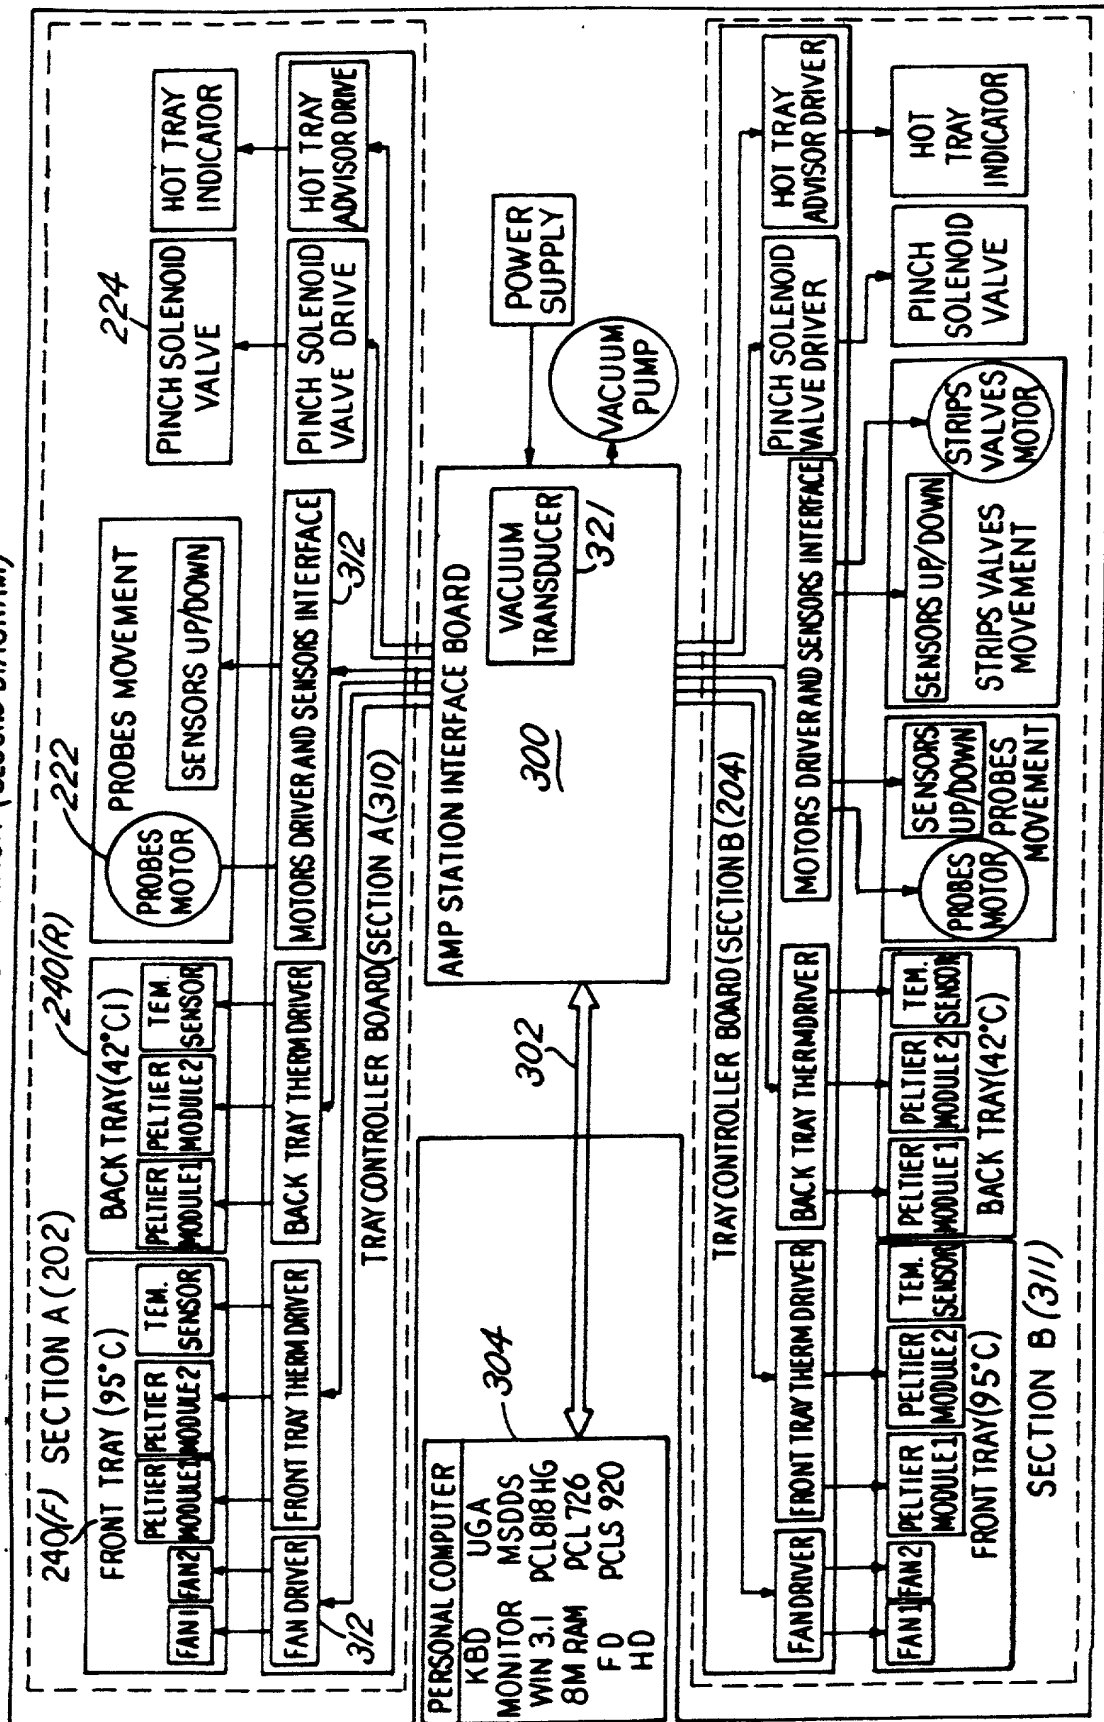 240(F) SECTION A (202)
FRONT TRAY (95°C)
FAN 1
FAN2
PELTIER
MODULE1
PELTIER
MODULE2
TEM.
SENSOR
240(R)
BACK TRAY(42°C)
PELTIER
MODULE1
PELTIER
MODULE2
TEM.
SENSOR
222
PROBES MOVEMENT
PROBES
MOTOR
SENSORS UP/DOWN
224
PINCH SOLENOID
VALVE
HOT TRAY
INDICATOR
FAN DRIVER
312
FRONT TRAY THERM DRIVER
BACK TRAY THERM DRIVER
MOTORS DRIVER AND SENSORS INTERFACE
312
PINCH SOLENOID
VALVE DRIVE
HOT TRAY
ADVISOR DRIVE
TRAY CONTROLLER BOARD (SECTION A (310)
PERSONAL COMPUTER
KBD UGA
MONITOR MSDDS
WIN 3.1 PCL818HG
8M RAM PCL 726
F D PCLS 920
HD
304
302
AMP STATION INTERFACE BOARD
300
VACUUM
TRANSDUCER
321
POWER
SUPPLY
VACUUM
PUMP
TRAY CONTROLLER BOARD (SECTION B (204)
FAN DRIVER
FRONT TRAY THERM DRIVER
BACK TRAY THERM DRIVER
MOTORS DRIVER AND SENSORS INTERFACE
PINCH SOLENOID
VALVE DRIVER
HOT TRAY
ADVISOR DRIVER
FAN 1
FAN 2
PELTIER
MODULE1
PELTIER
MODULE2
TEM.
SENSOR
FRONT TRAY(95°C)
PELTIER
MODULE1
PELTIER
MODULE2
TEM.
SENSOR
BACK TRAY (42°C)
PROBES
MOTOR
SENSORS
UP/DOWN
PROBES
MOVEMENT
SENSORS UP/DOWN
STRIPS
VALVES
MOTOR
STRIPS VALVES
MOVEMENT
PINCH
SOLENOID
VALVE
HOT
TRAY
INDICATOR
SECTION B (311)